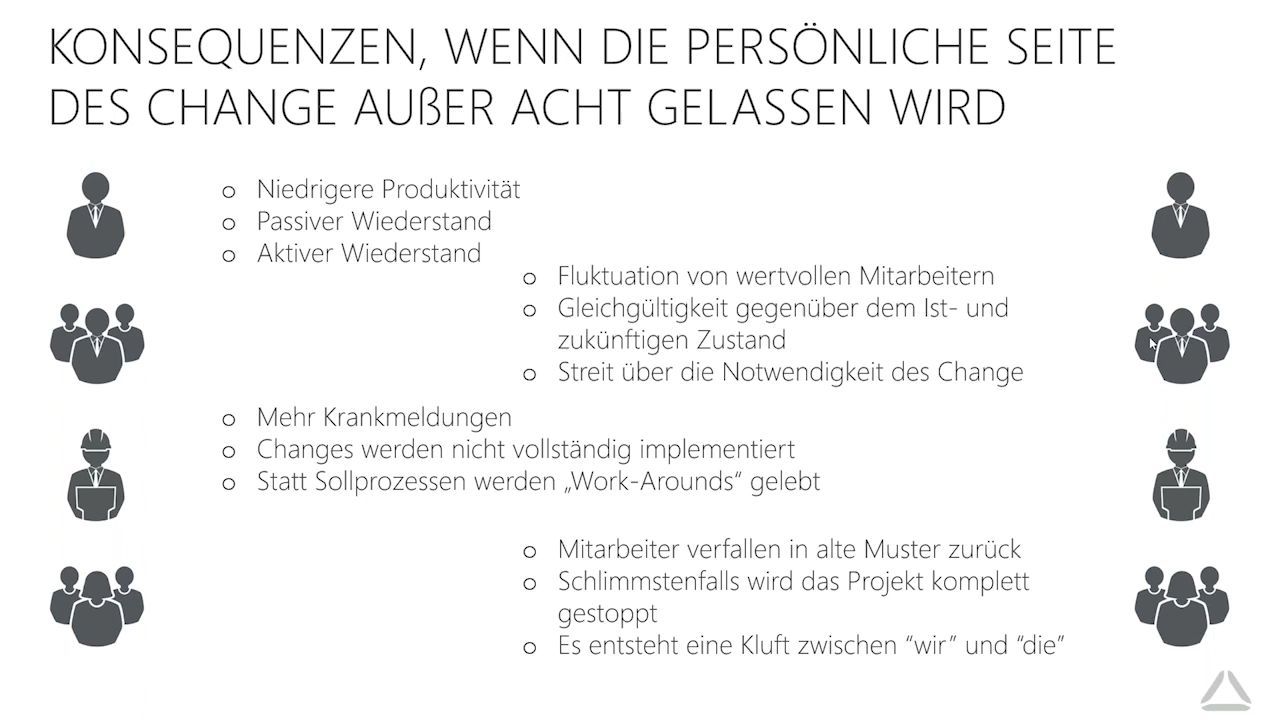 KONSEQUENZEN, WENN DIE PERSÖNLICHE SEITE
DES CHANGE AUßER ACHT GELASSEN WIRD
o Niedrigere Produktivität
o Passiver Wiederstand
o Aktiver Wiederstand
o Fluktuation von wertvollen Mitarbeitern
o Gleichgültigkeit gegenüber dem Ist- und
zukünftigen Zustand
o Streit über die Notwendigkeit des Change
o Mehr Krankmeldungen
o Changes werden nicht vollständig implementiert
o Statt Sollprozessen werden „Work-Arounds“ gelebt
o Mitarbeiter verfallen in alte Muster zurück
o Schlimmstenfalls wird das Projekt komplett
gestoppt
o Es entsteht eine Kluft zwischen “wir” und “die”